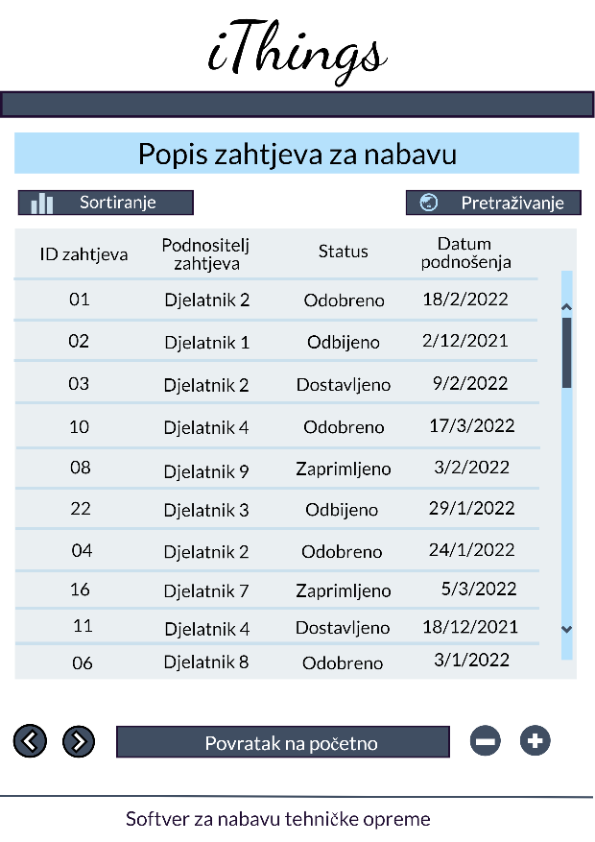 iThings
Popis zahtjeva za nabavu
Sortiranje Pretraživanje
ID zahtjeva Podnositelj zahtjeva Status Datum podnošenja
01 Djelatnik 2 Odobreno 18/2/2022
02 Djelatnik 1 Odbijeno 2/12/2021
03 Djelatnik 2 Dostavljeno 9/2/2022
10 Djelatnik 4 Odobreno 17/3/2022
08 Djelatnik 9 Zaprimljeno 3/2/2022
22 Djelatnik 3 Odbijeno 29/1/2022
04 Djelatnik 2 Odobreno 24/1/2022
16 Djelatnik 7 Zaprimljeno 5/3/2022
11 Djelatnik 4 Dostavljeno 18/12/2021
06 Djelatnik 8 Odobreno 3/1/2022
Povratak na početno
Softver za nabavu tehničke opreme